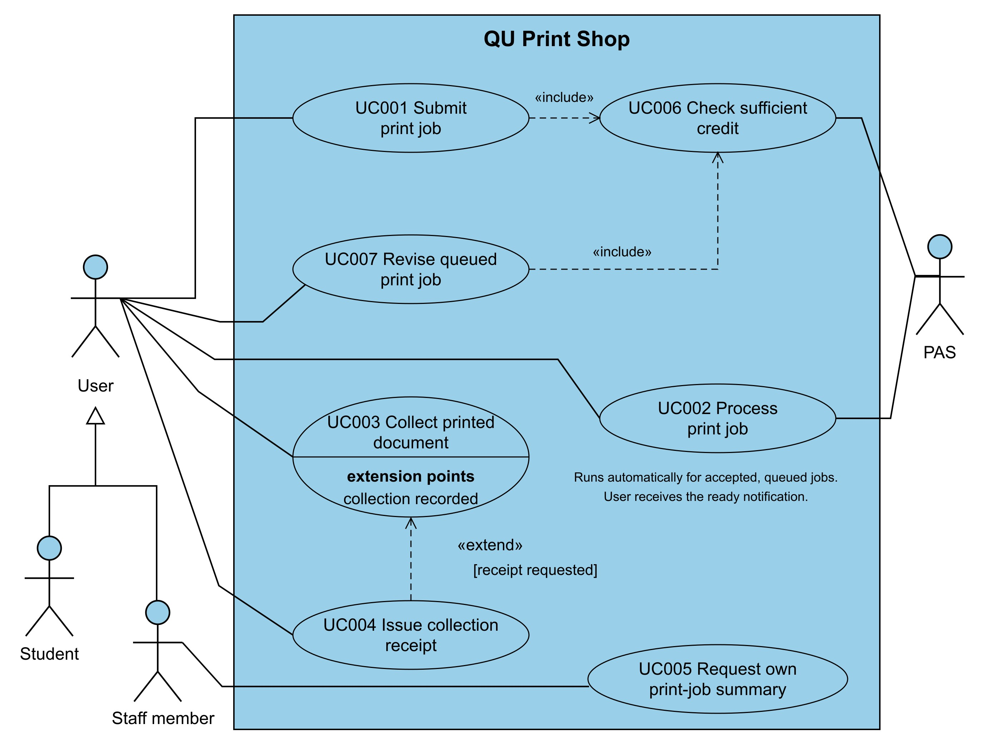 QU Print Shop
UC001 Submit
print job
«include»
UC006 Check sufficient
credit
UC007 Revise queued
print job
«include»
User
PAS
UC002 Process
print job
UC003 Collect printed
document
extension points
collection recorded
Runs automatically for accepted, queued jobs.
User receives the ready notification.
«extend»
[receipt requested]
Student
UC004 Issue collection
receipt
UC005 Request own
print-job summary
Staff member